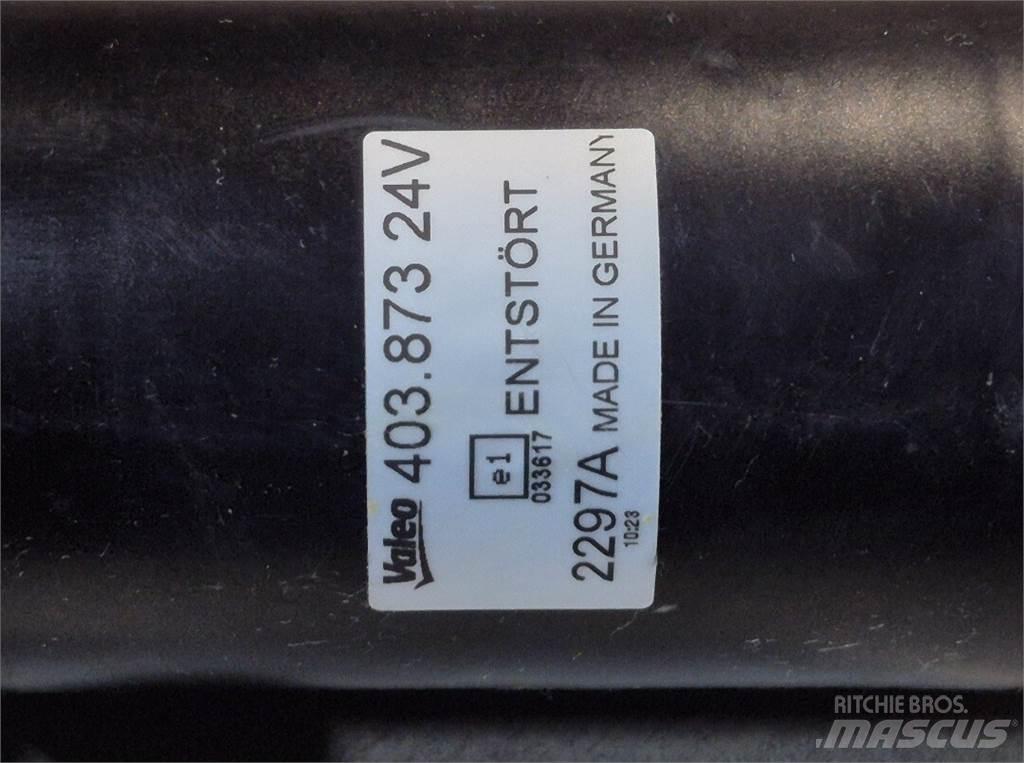 Valeo 403.873 24V
e1 ENTSTÖRT
033617
2297A MADE IN GERMANY
10:23
RITCHIE BROS.
MASCUS